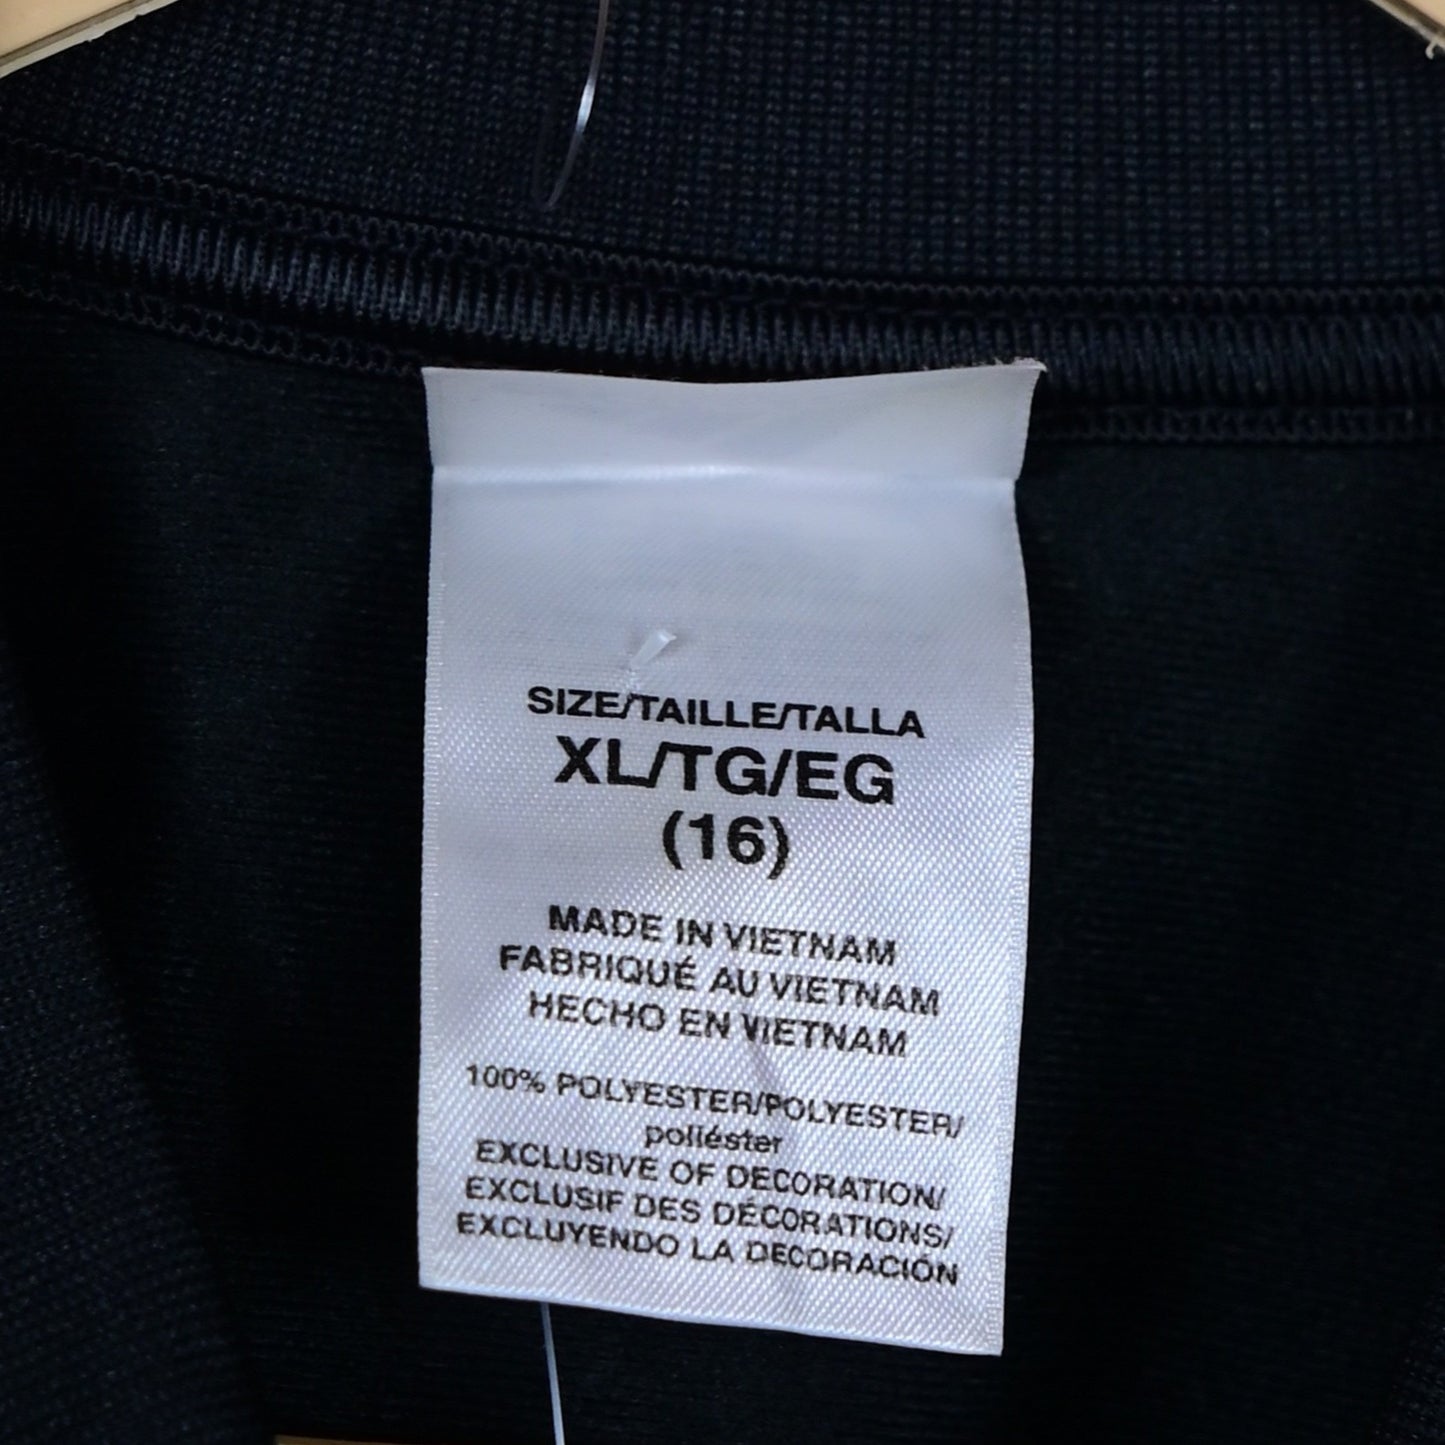 SIZE/TAILLE/TALLA
XL/TG/EG
(16)
MADE IN VIETNAM
FABRIQUÉ AU VIETNAM
HECHO EN VIETNAM
100% POLYESTER/POLYESTER/
poliéster
EXCLUSIVE OF DECORATION/
EXCLUSIF DES DÉCORATIONS/
EXCLUYENDO LA DECORACIÓN